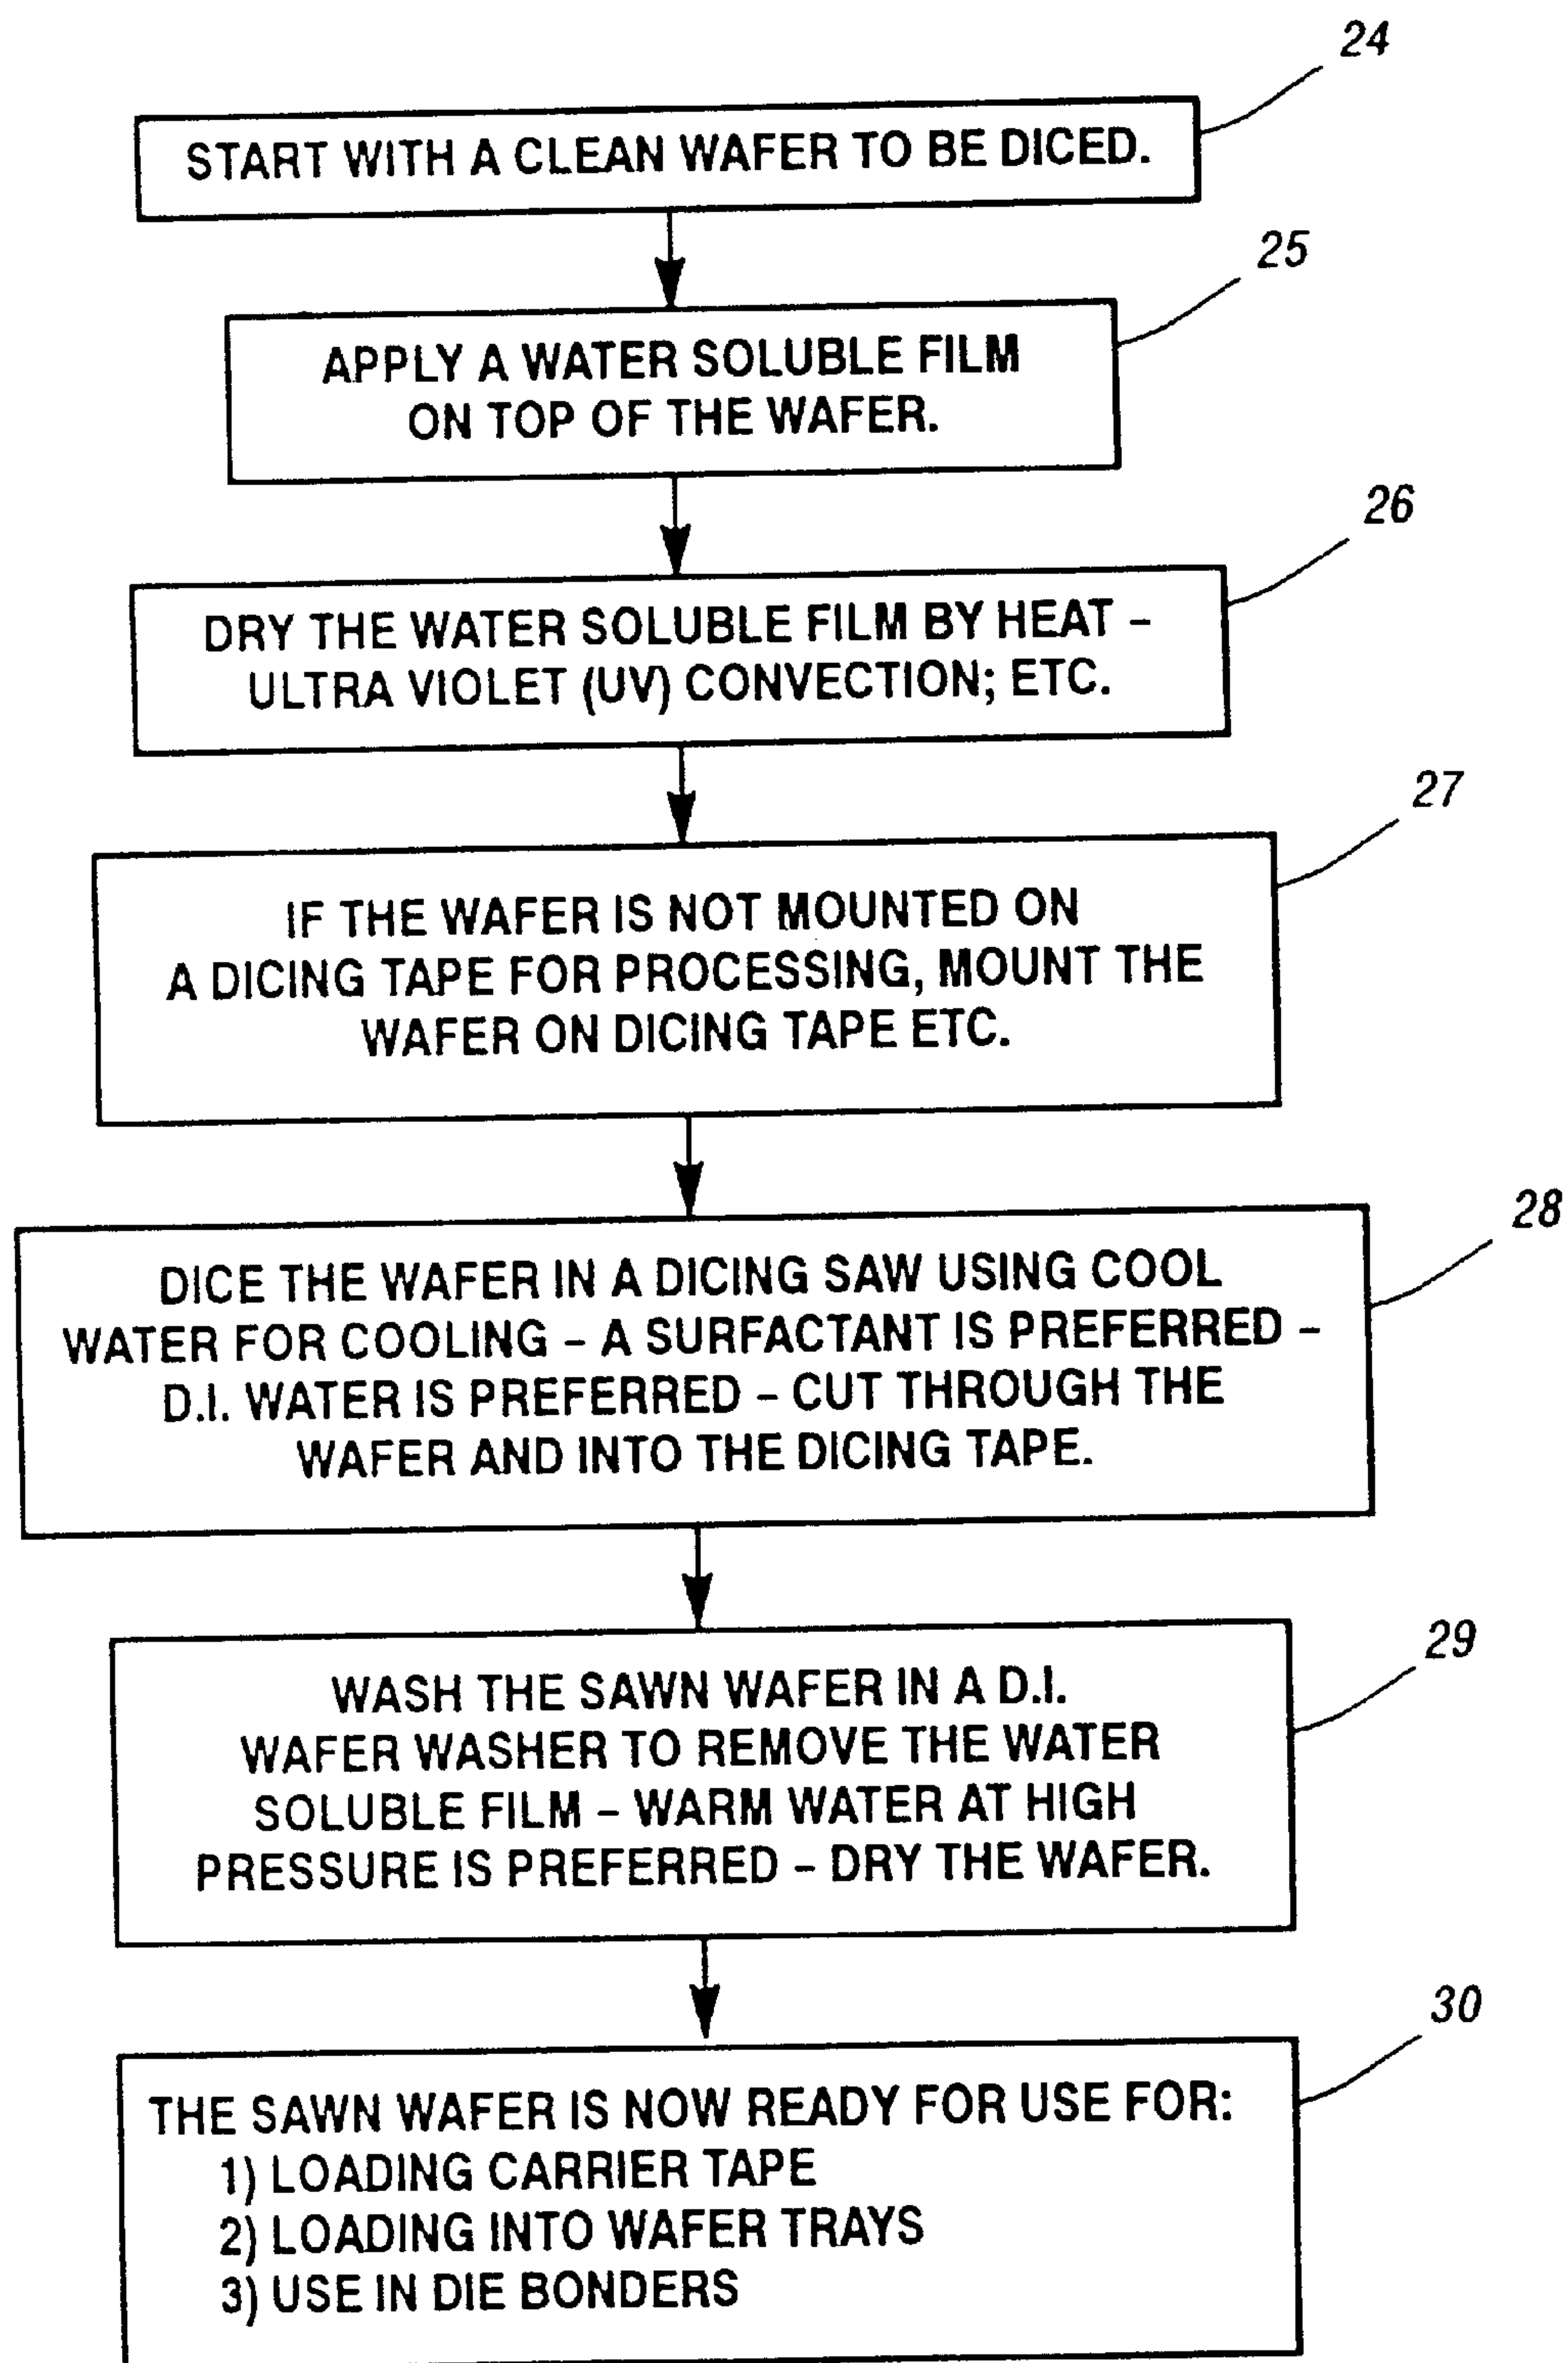 24
START WITH A CLEAN WAFER TO BE DICED.
25
APPLY A WATER SOLUBLE FILM
ON TOP OF THE WAFER.
26
DRY THE WATER SOLUBLE FILM BY HEAT –
ULTRA VIOLET (UV) CONVECTION; ETC.
27
IF THE WAFER IS NOT MOUNTED ON
A DICING TAPE FOR PROCESSING, MOUNT THE
WAFER ON DICING TAPE ETC.
28
DICE THE WAFER IN A DICING SAW USING COOL
WATER FOR COOLING – A SURFACTANT IS PREFERRED –
D.I. WATER IS PREFERRED – CUT THROUGH THE
WAFER AND INTO THE DICING TAPE.
29
WASH THE SAWN WAFER IN A D.I.
WAFER WASHER TO REMOVE THE WATER
SOLUBLE FILM – WARM WATER AT HIGH
PRESSURE IS PREFERRED – DRY THE WAFER.
30
THE SAWN WAFER IS NOW READY FOR USE FOR:
1) LOADING CARRIER TAPE
2) LOADING INTO WAFER TRAYS
3) USE IN DIE BONDERS